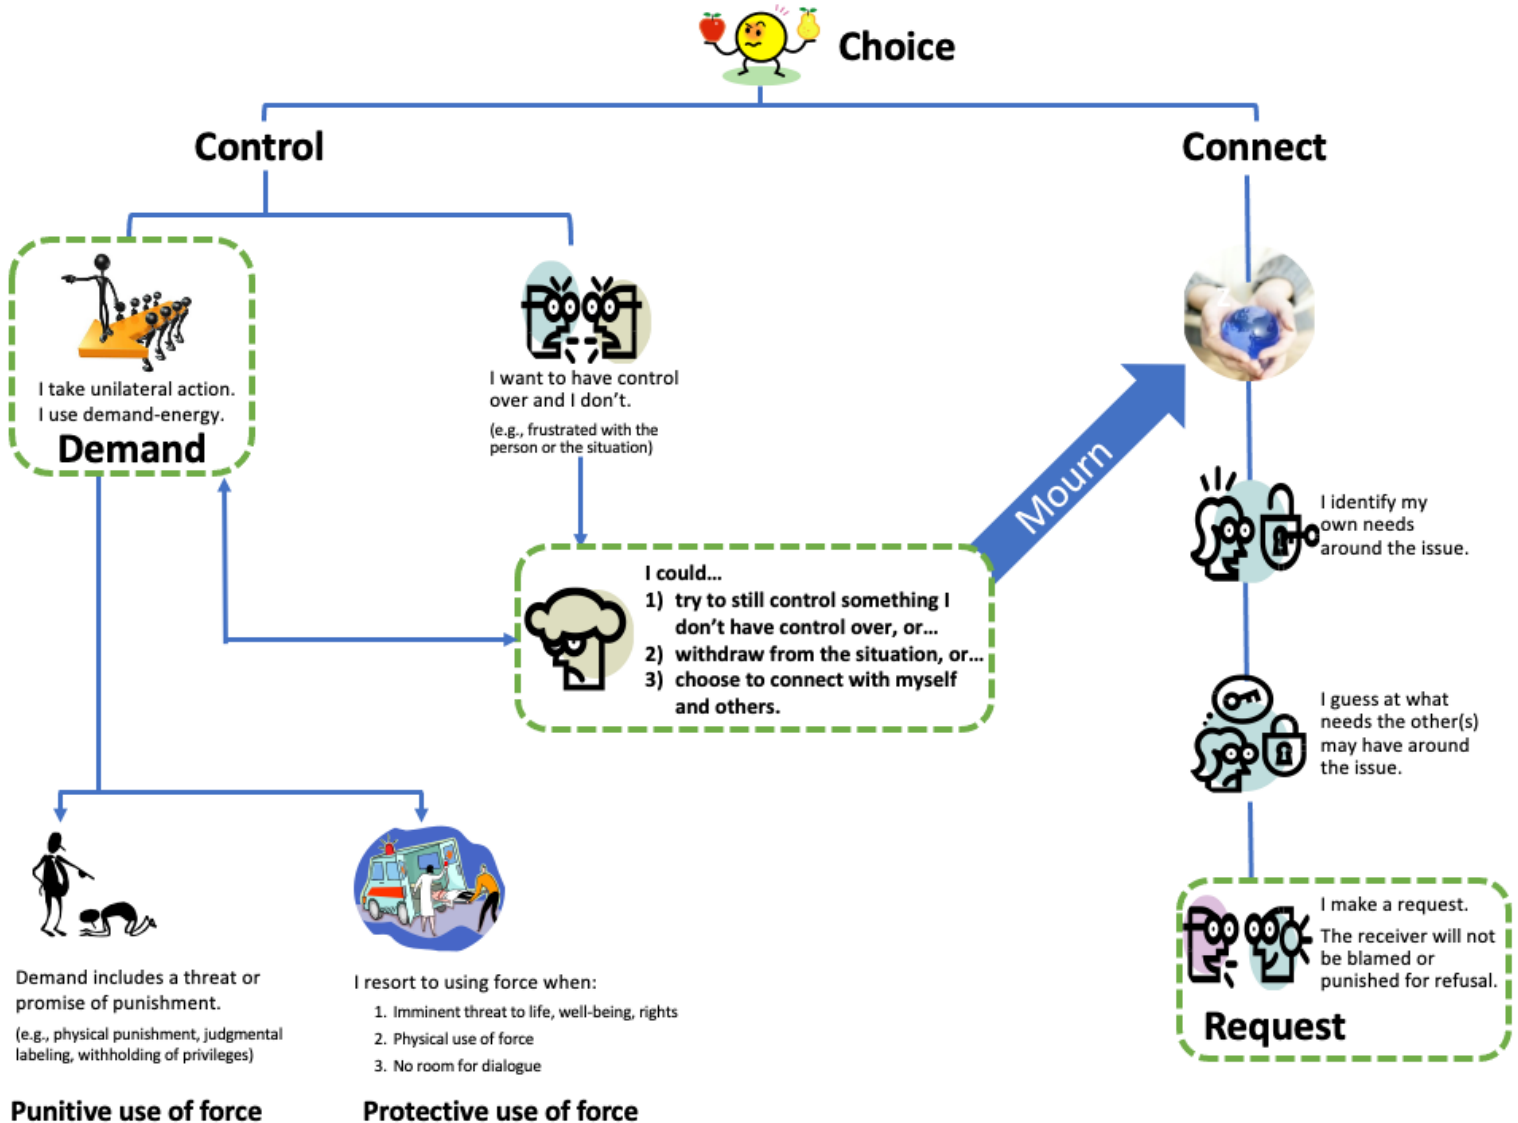 Choice
Control
Connect
I take unilateral action.
I use demand-energy.
Demand
I want to have control
over and I don't.
(e.g., frustrated with the
person or the situation)
Z
Mourn
I could...
1) try to still control something I
don't have control over, or...
2) withdraw from the situation, or...
3) choose to connect with myself
and others.
I identify my
own needs
around the issue.
I guess at what
needs the other(s)
may have around
the issue.
I make a request.
The receiver will not
be blamed or
punished for refusal.
Request
Demand includes a threat or
promise of punishment.
(e.g., physical punishment, judgmental
labeling, withholding of privileges)
Punitive use of force
I resort to using force when:
1. Imminent threat to life, well-being, rights
2. Physical use of force
3. No room for dialogue
Protective use of force